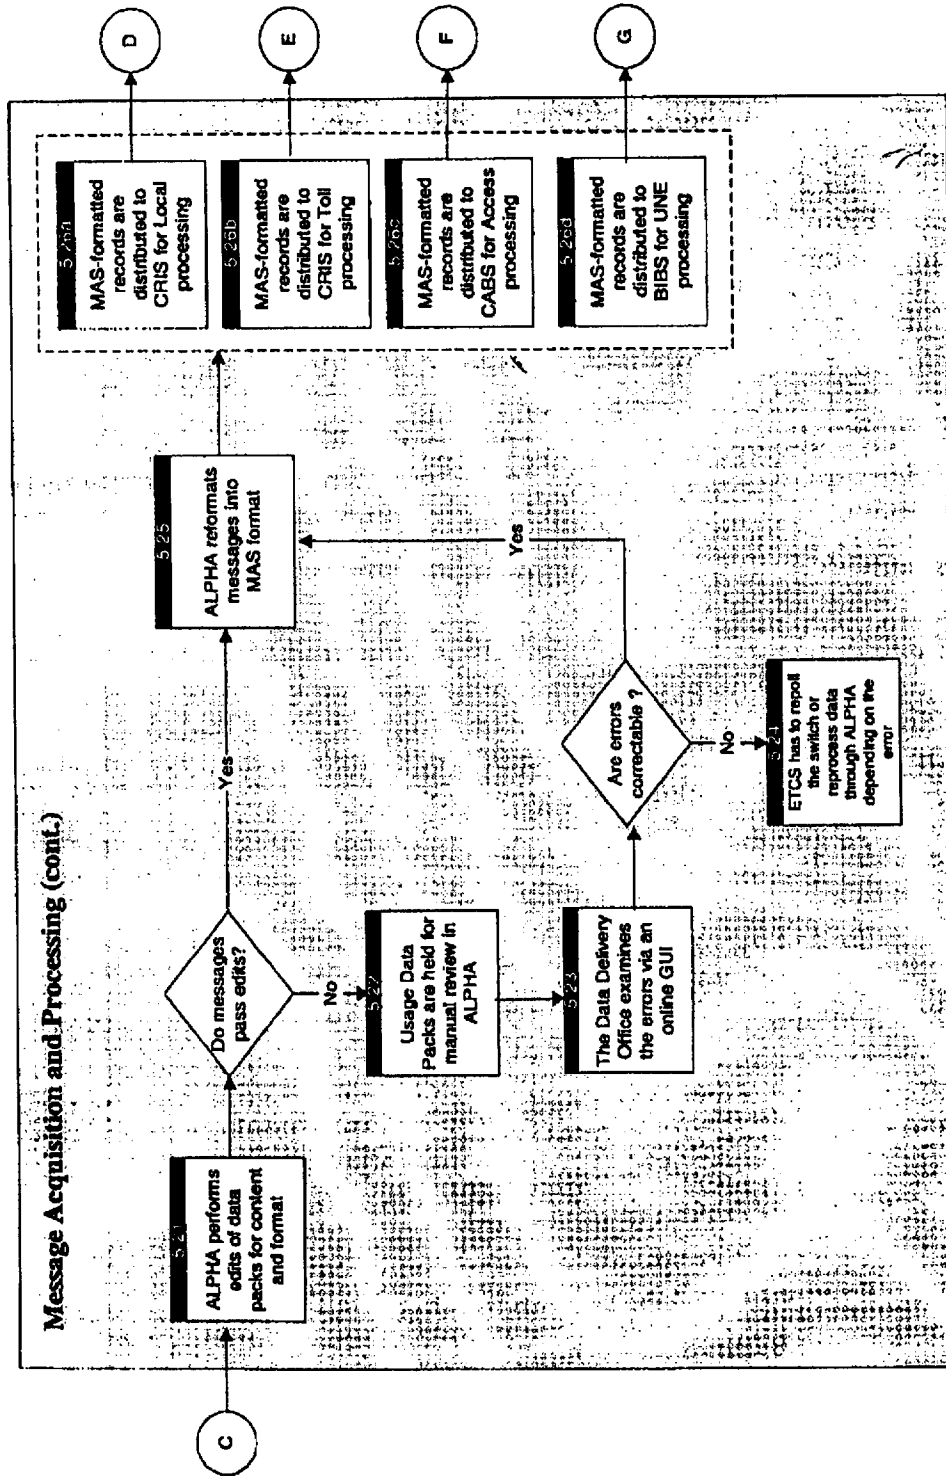 Message Acquisition and Processing (cont.)
C
5.21
ALPHA performs
edits of data
packs for content
and format
Do messages
pass edits?
Yes
No
5.22
Usage Data
Packs are held for
manual review in
ALPHA
5.23
The Data Delivery
Office examines
the errors via an
online GUI
Are errors
correctable ?
Yes
No
5.24
ETCS has to repoll
the switch or
reprocess data
through ALPHA
depending on the
error
5.25
ALPHA reformats
messages into
MAS format
5.26a
MAS-formatted
records are
distributed to
CRIS for Local
processing
D
5.26b
MAS-formatted
records are
distributed to
CRIS for Toll
processing
E
5.26c
MAS-formatted
records are
distributed to
CABS for Access
processing
F
5.26d
MAS-formatted
records are
distributed to
BIBS for UNE
processing
G